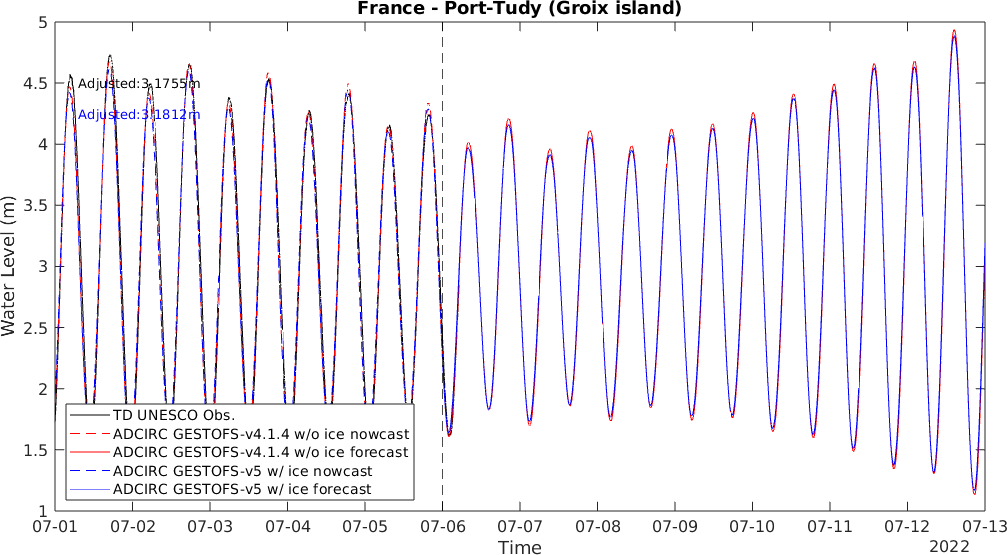 France - Port-Tudy (Groix island)
Water Level (m)
5
4.5
4
3.5
3
2.5
2
1.5
1
Adjusted:3.1755m
Adjusted:3.1812m
TD UNESCO Obs.
ADCIRC GESTOFS-v4.1.4 w/o ice nowcast
ADCIRC GESTOFS-v4.1.4 w/o ice forecast
ADCIRC GESTOFS-v5 w/ ice nowcast
ADCIRC GESTOFS-v5 w/ ice forecast
07-01 07-02 07-03 07-04 07-05 07-06 07-07 07-08 07-09 07-10 07-11 07-12 07-13
Time
2022